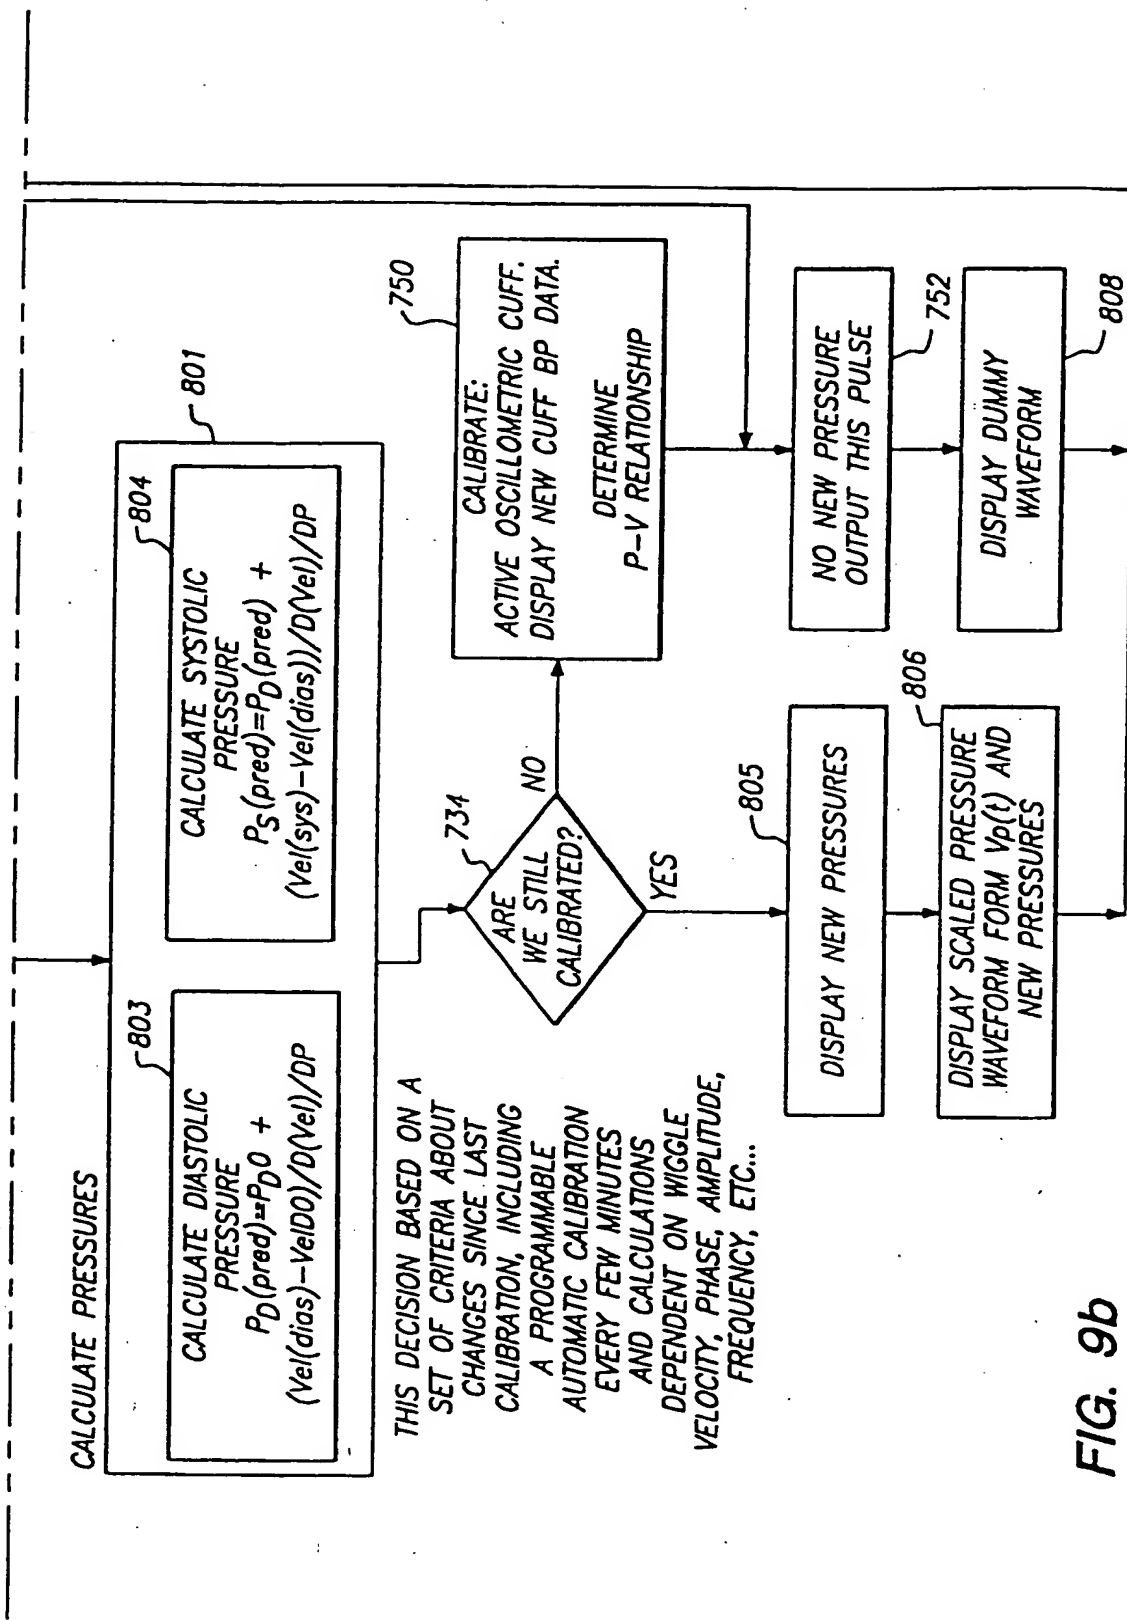 CALCULATE PRESSURES
801
803
CALCULATE DIASTOLIC
PRESSURE
P_D(pred)=P_D0 +
(Vel(dias)-VelD0)/D(Vel)/DP
804
CALCULATE SYSTOLIC
PRESSURE
P_S(pred)=P_D(pred) +
(Vel(sys)-Vel(dias))/D(Vel)/DP
THIS DECISION BASED ON A
SET OF CRITERIA ABOUT
CHANGES SINCE LAST
CALIBRATION, INCLUDING
A PROGRAMMABLE
AUTOMATIC CALIBRATION
EVERY FEW MINUTES
AND CALCULATIONS
DEPENDENT ON WIGGLE
VELOCITY, PHASE, AMPLITUDE,
FREQUENCY, ETC...
734
ARE
WE STILL
CALIBRATED?
NO
YES
750
CALIBRATE:
ACTIVE OSCILLOMETRIC CUFF.
DISPLAY NEW CUFF BP DATA.
DETERMINE
P-V RELATIONSHIP
805
DISPLAY NEW PRESSURES
NO NEW PRESSURE
OUTPUT THIS PULSE
752
806
DISPLAY SCALED PRESSURE
WAVEFORM FORM Vp(t) AND
NEW PRESSURES
DISPLAY DUMMY
WAVEFORM
808
FIG. 9b